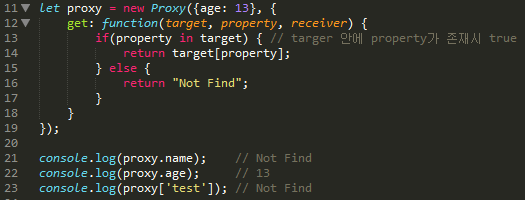 11 let proxy = new Proxy({age: 13}, {
12     get: function(target, property, receiver) {
13         if(property in target) { // targer 안에 property가 존재시 true
14             return target[property];
15         } else {
16             return "Not Find";
17         }
18     }
19 });
20
21 console.log(proxy.name);    // Not Find
22 console.log(proxy.age);     // 13
23 console.log(proxy['test']); // Not Find